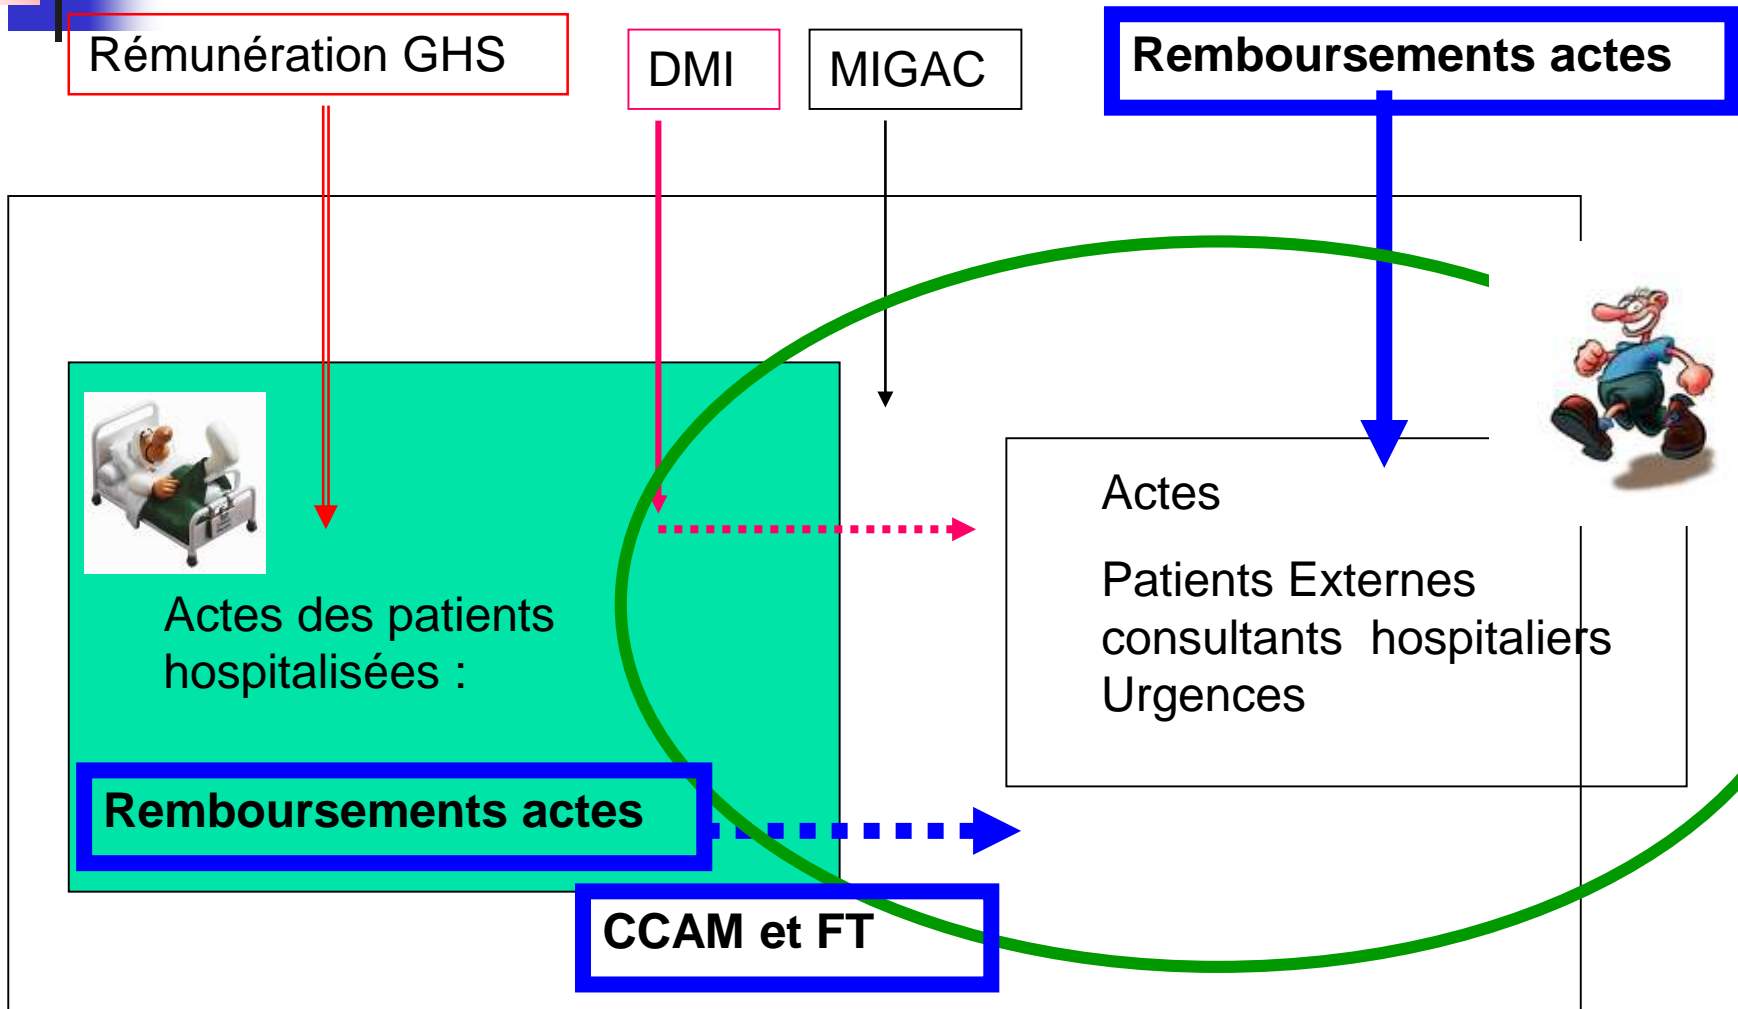 Rémunération GHS
DMI
MIGAC
Remboursements actes
Actes des patients
hospitalisées :
Remboursements actes
CCAM et FT
Actes
Patients Externes
consultants hospitaliers
Urgences